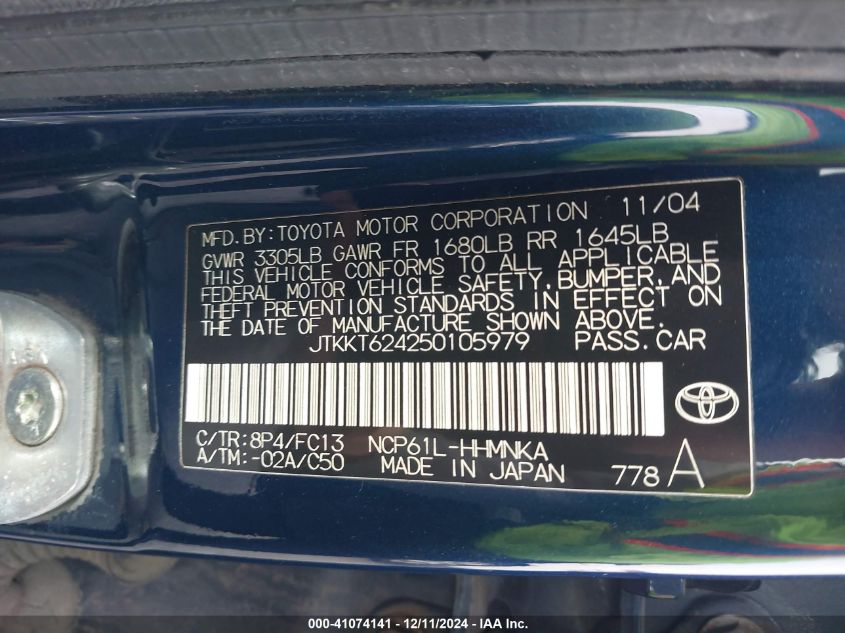 MFD.BY:TOYOTA MOTOR CORPORATION 11/04
GVWR 3305LB GAWR FR 1680LB RR 1645LB
THIS VEHICLE CONFORMS TO ALL APPLICABLE
FEDERAL MOTOR VEHICLE SAFETY,BUMPER,AND
THEFT PREVENTION STANDARDS IN EFFECT ON
THE DATE OF MANUFACTURE SHOWN ABOVE.
JTKKT624250105979 PASS.CAR
C/TR:8P4/FC13 NCP61L-HHMNKA
A/TM:-02A/C50 MADE IN JAPAN 778A
000-41074141 - 12/11/2024 - IAA Inc.